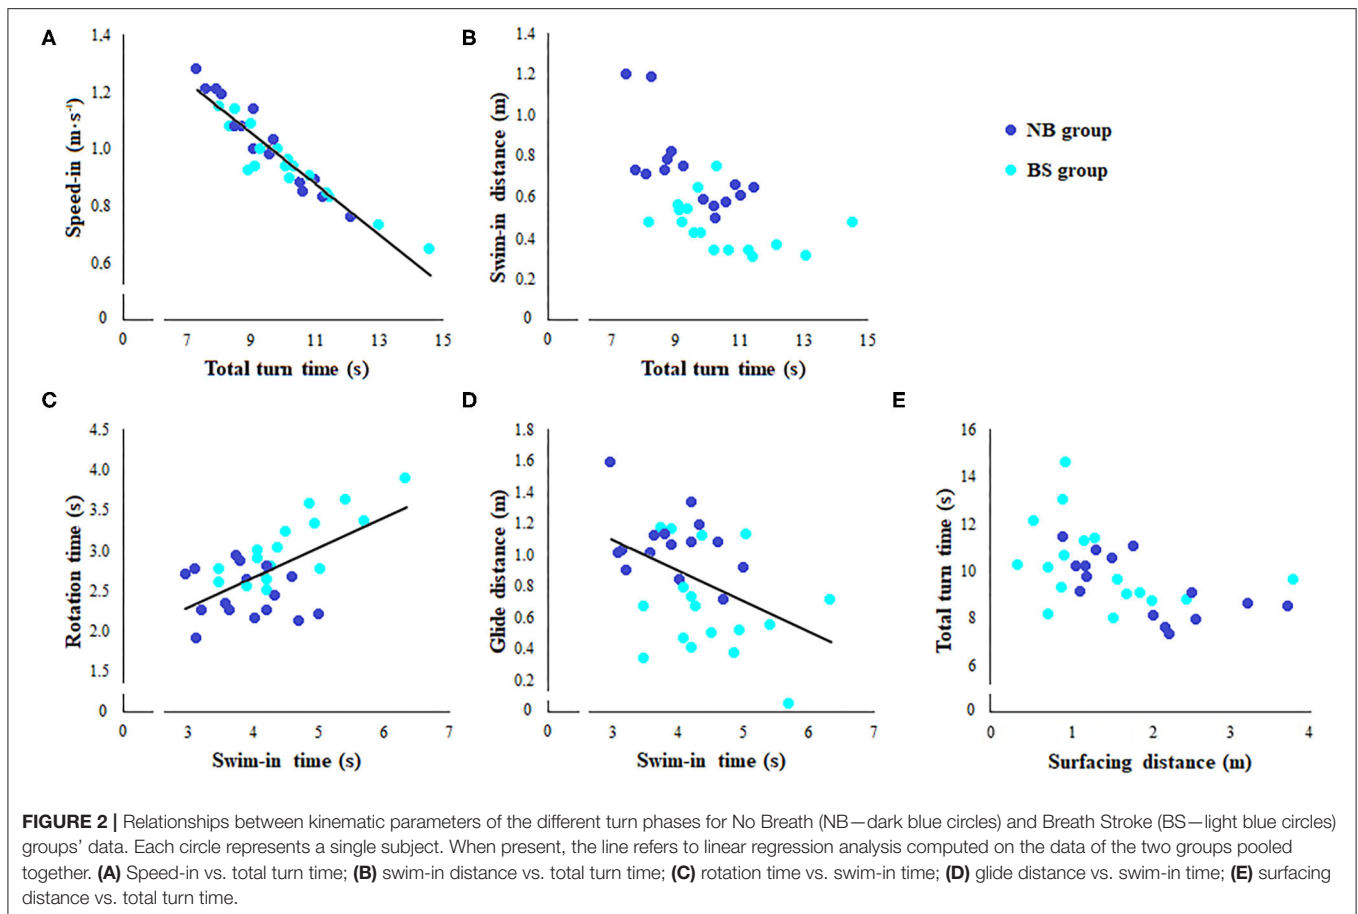 A
1.4
1.2
1.0
0.8
0.6
0
Speed-in (m·s⁻¹)
0 7 9 11 13 15
Total turn time (s)
B
1.4
1.2
1.0
0.8
0.6
0.4
0.2
0
Swim-in distance (m)
0 7 9 11 13 15
Total turn time (s)
NB group
BS group
C
4.5
4.0
3.5
3.0
2.5
2.0
1.5
0
Rotation time (s)
0 3 4 5 6 7
Swim-in time (s)
D
1.8
1.6
1.4
1.2
1.0
0.8
0.6
0.4
0.2
0
Glide distance (m)
0 3 4 5 6 7
Swim-in time (s)
E
16
14
12
10
8
6
0
Total turn time (s)
0 1 2 3 4
Surfacing distance (m)
FIGURE 2 | Relationships between kinematic parameters of the different turn phases for No Breath (NB—dark blue circles) and Breath Stroke (BS—light blue circles)
groups' data. Each circle represents a single subject. When present, the line refers to linear regression analysis computed on the data of the two groups pooled
together. (A) Speed-in vs. total turn time; (B) swim-in distance vs. total turn time; (C) rotation time vs. swim-in time; (D) glide distance vs. swim-in time; (E) surfacing
distance vs. total turn time.